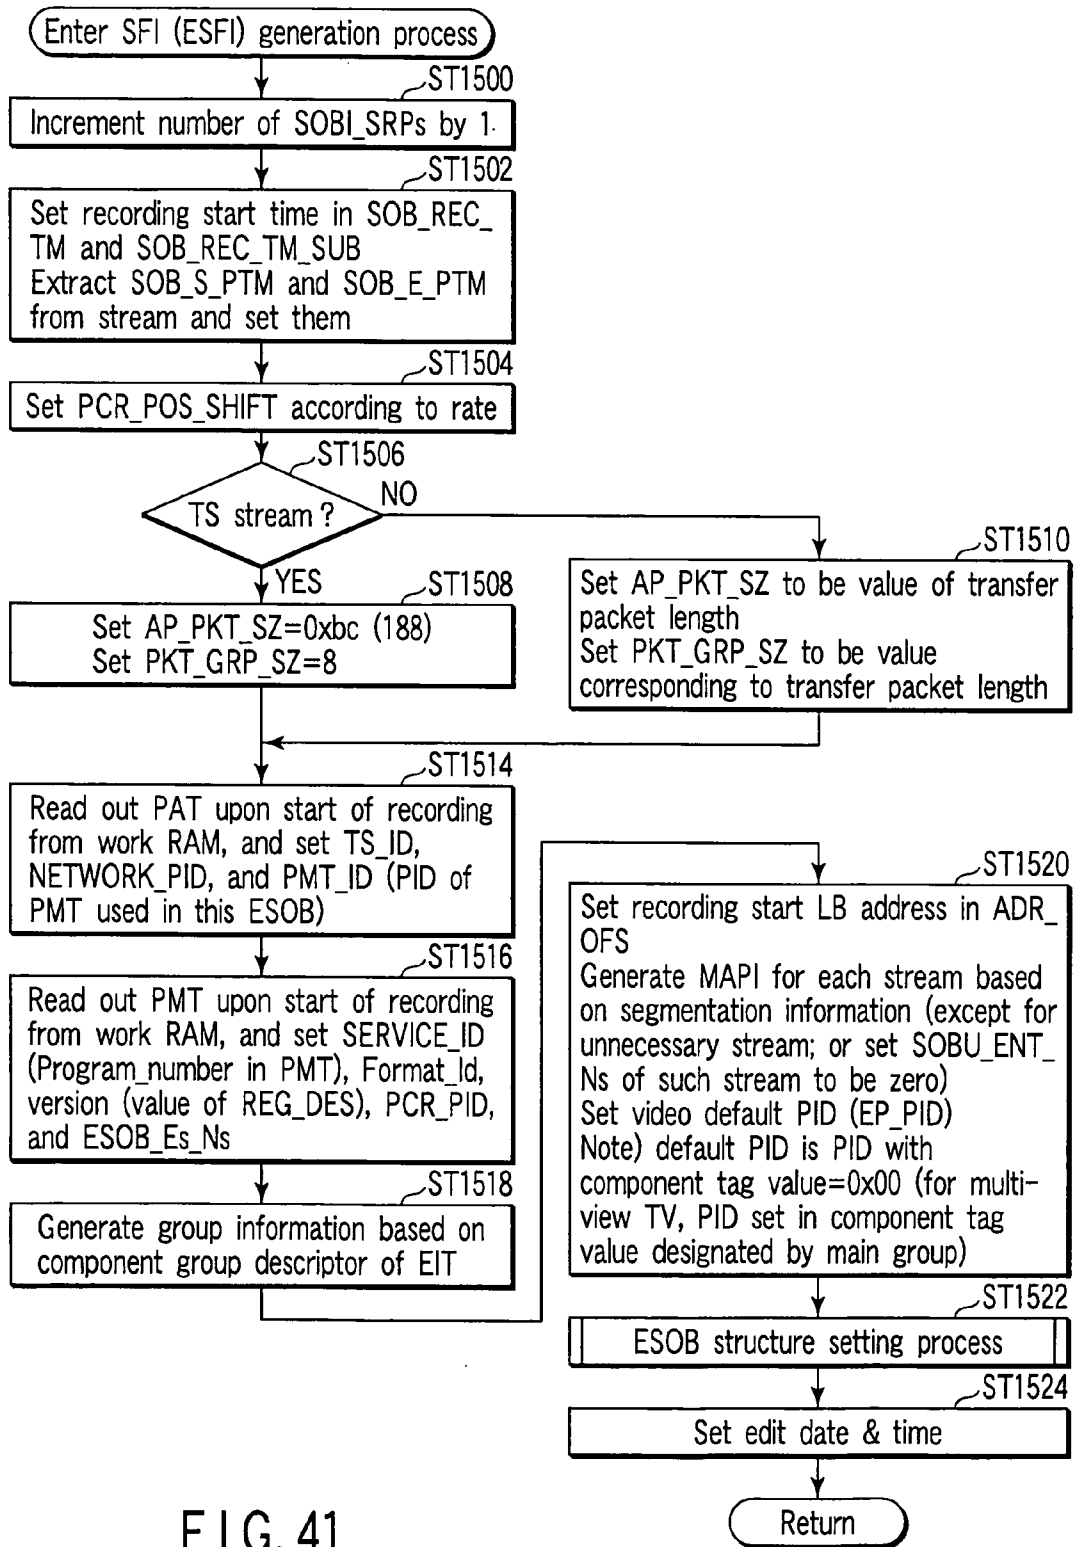 Enter SFI (ESFI) generation process
ST1500
Increment number of SOBI_SRPs by 1
ST1502
Set recording start time in SOB_REC_
TM and SOB_REC_TM_SUB
Extract SOB_S_PTM and SOB_E_PTM
from stream and set them
ST1504
Set PCR_POS_SHIFT according to rate
ST1506
TS stream?
NO
YES
ST1508
Set AP_PKT_SZ=0xbc (188)
Set PKT_GRP_SZ=8
ST1510
Set AP_PKT_SZ to be value of transfer
packet length
Set PKT_GRP_SZ to be value
corresponding to transfer packet length
ST1514
Read out PAT upon start of recording
from work RAM, and set TS_ID,
NETWORK_PID, and PMT_ID (PID of
PMT used in this ESOB)
ST1516
Read out PMT upon start of recording
from work RAM, and set SERVICE_ID
(Program_number in PMT), Format_Id,
version (value of REG_DES), PCR_PID,
and ESOB_Es_Ns
ST1518
Generate group information based on
component group descriptor of EIT
ST1520
Set recording start LB address in ADR_
OFS
Generate MAPI for each stream based
on segmentation information (except for
unnecessary stream; or set SOBU_ENT_
Ns of such stream to be zero)
Set video default PID (EP_PID)
Note) default PID is PID with
component tag value=0x00 (for multi-
view TV, PID set in component tag
value designated by main group)
ST1522
ESOB structure setting process
ST1524
Set edit date & time
Return
FIG. 41